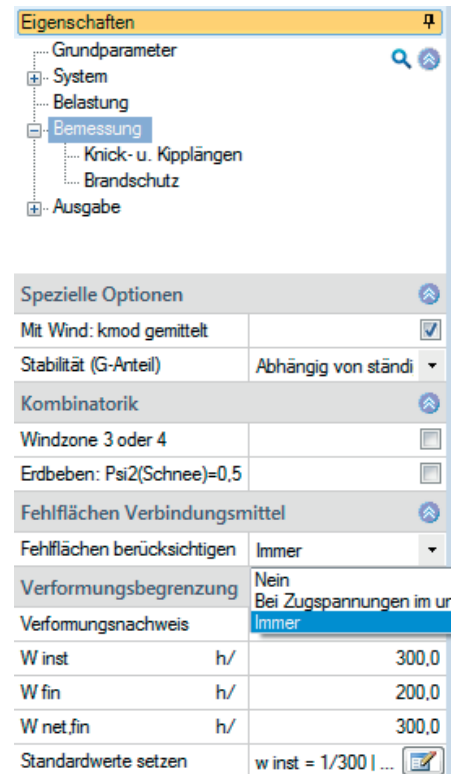 Eigenschaften
Grundparameter
System
Belastung
Bemessung
Knick- u. Kipplängen
Brandschutz
Ausgabe
Spezielle Optionen
Mit Wind: kmod gemittelt
Stabilität (G-Anteil) Abhängig von ständi
Kombinatorik
Windzone 3 oder 4
Erdbeben: Psi2(Schnee)=0,5
Fehlflächen Verbindungsmittel
Fehlflächen berücksichtigen Immer
Verformungsbegrenzung Nein
Bei Zugspannungen im un
Verformungsnachweis Immer
W inst h/ 300,0
W fin h/ 200,0
W net,fin h/ 300,0
Standardwerte setzen w inst = 1/300 | ...